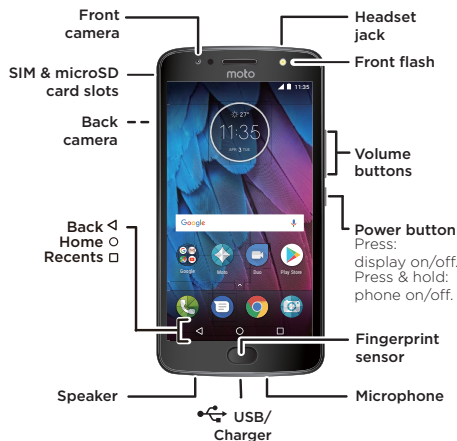 Front
camera
Headset
jack
Front flash
SIM & microSD
card slots
Back
camera
Volume
buttons
Back
Home
Recents
Power button
Press:
display on/off.
Press & hold:
phone on/off.
Fingerprint
sensor
Speaker
USB/
Charger
Microphone
moto
11:35
27°
11:35
Google
Google
Moto
Duo
Play Store